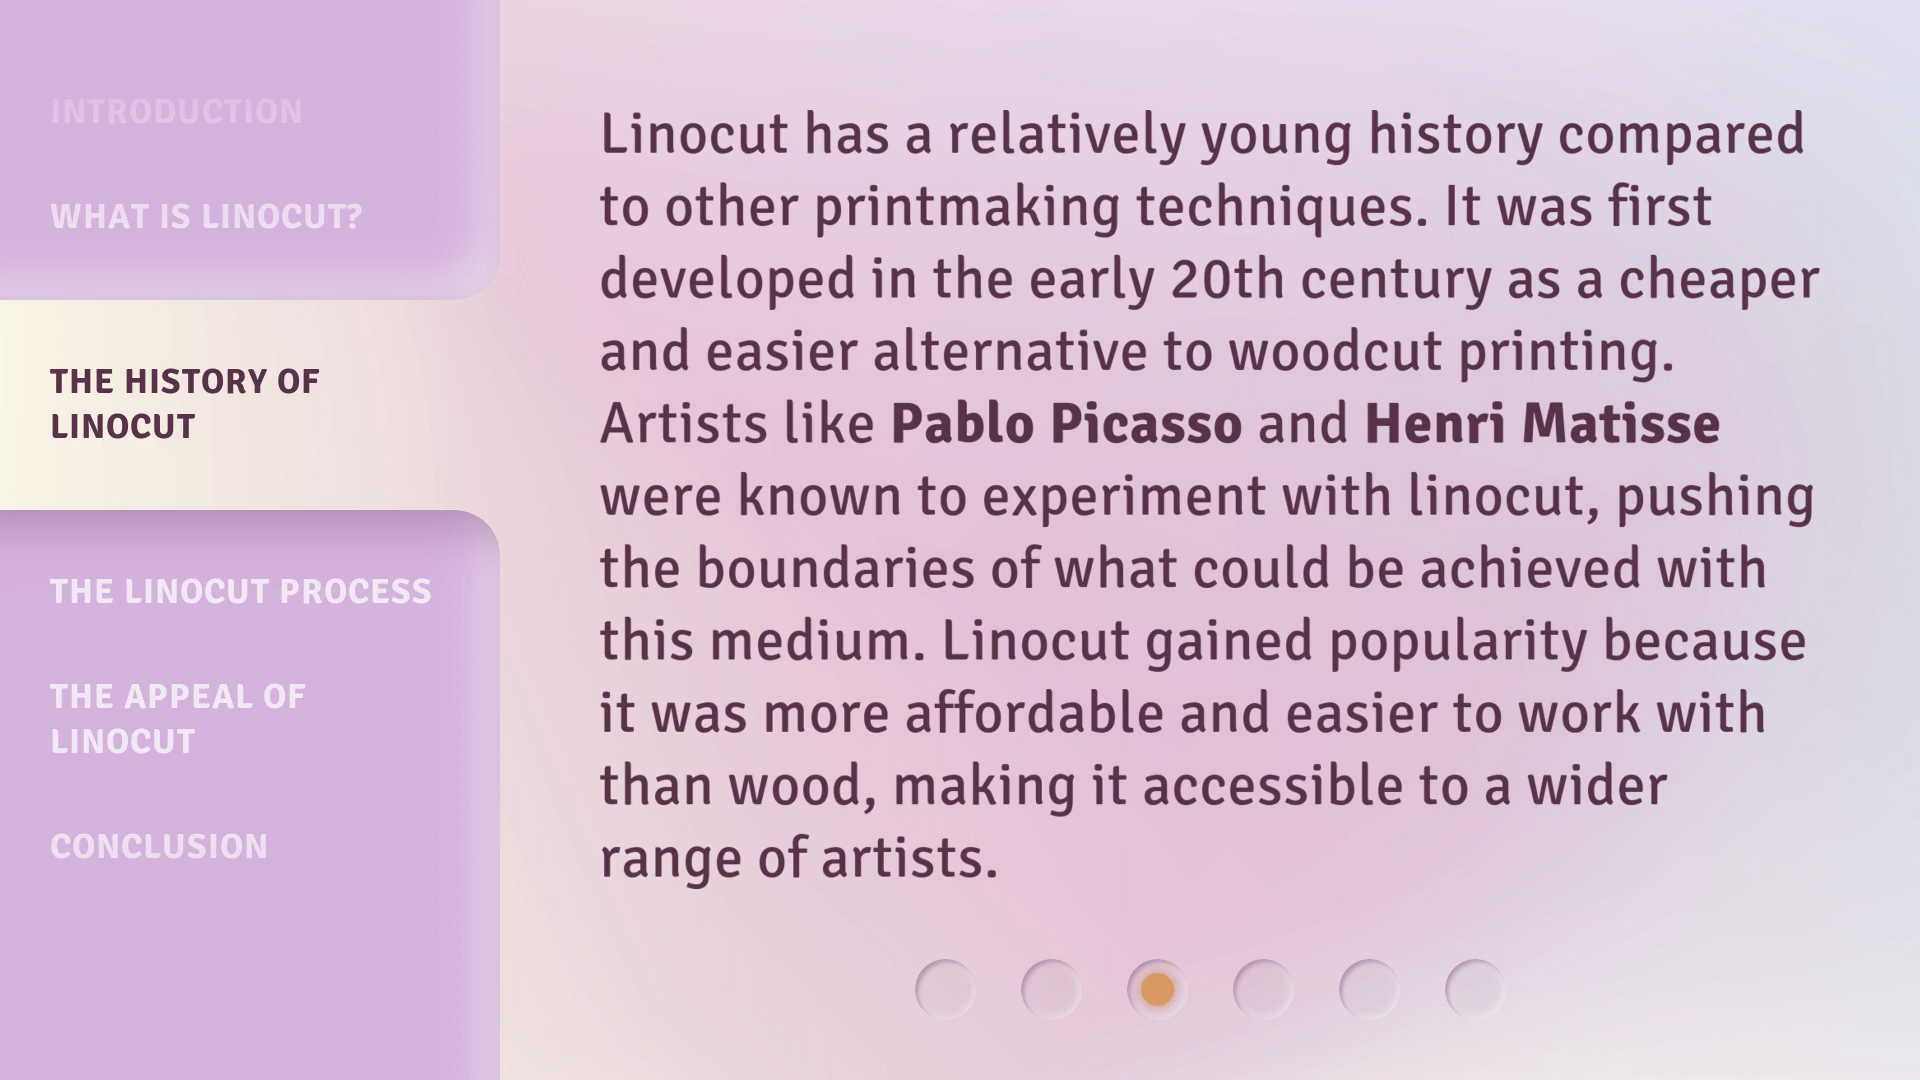 INTRODUCTION
WHAT IS LINOCUT?
THE HISTORY OF
LINOCUT
THE LINOCUT PROCESS
THE APPEAL OF
LINOCUT
CONCLUSION
Linocut has a relatively young history compared
to other printmaking techniques. It was first
developed in the early 20th century as a cheaper
and easier alternative to woodcut printing.
Artists like Pablo Picasso and Henri Matisse
were known to experiment with linocut, pushing
the boundaries of what could be achieved with
this medium. Linocut gained popularity because
it was more affordable and easier to work with
than wood, making it accessible to a wider
range of artists.